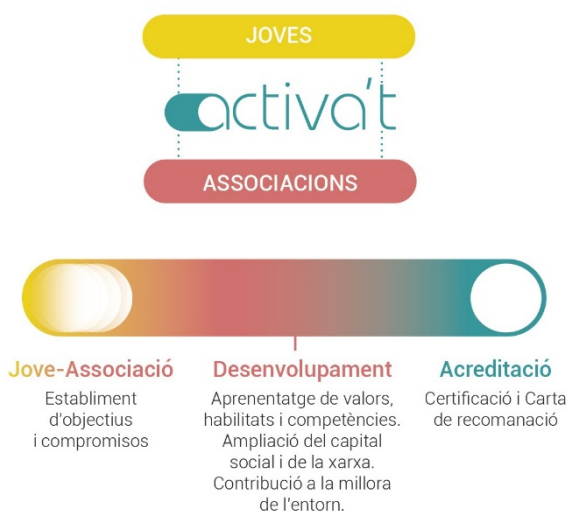 JOVES
activa't
ASSOCIACIONS
Jove-Associació
Establiment
d'objectius
i compromisos
Desenvolupament
Aprenentatge de valors,
habilitats i competències.
Ampliació del capital
social i de la xarxa.
Contribució a la millora
de l'entorn.
Acreditació
Certificació i Carta
de recomanació